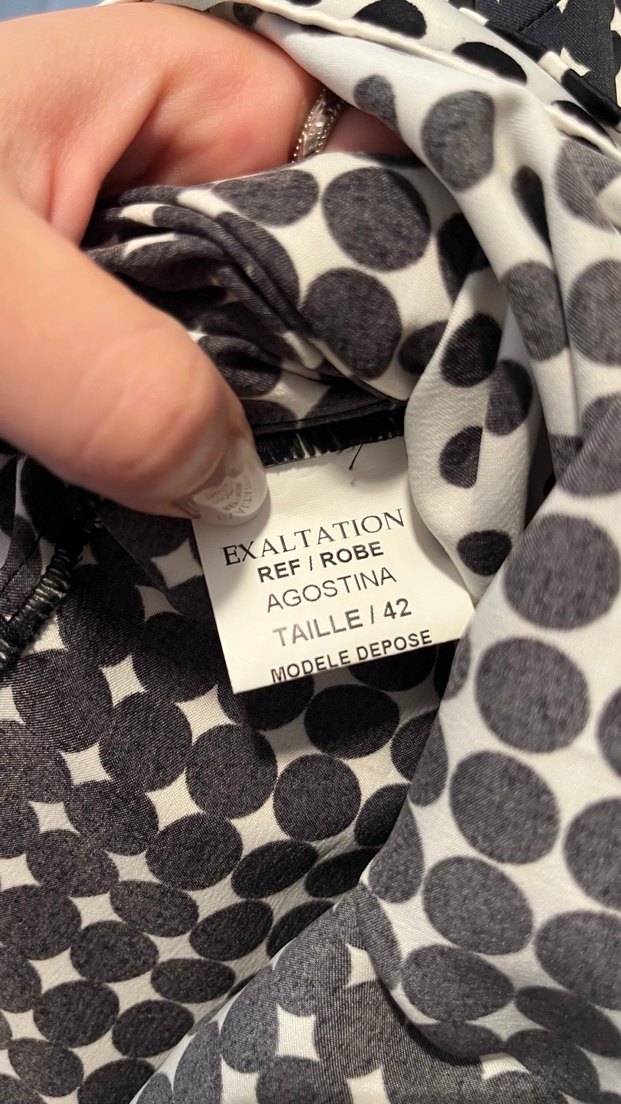 EXALTATION
REF / ROBE
AGOSTINA
TAILLE / 42
MODELE DEPOSE